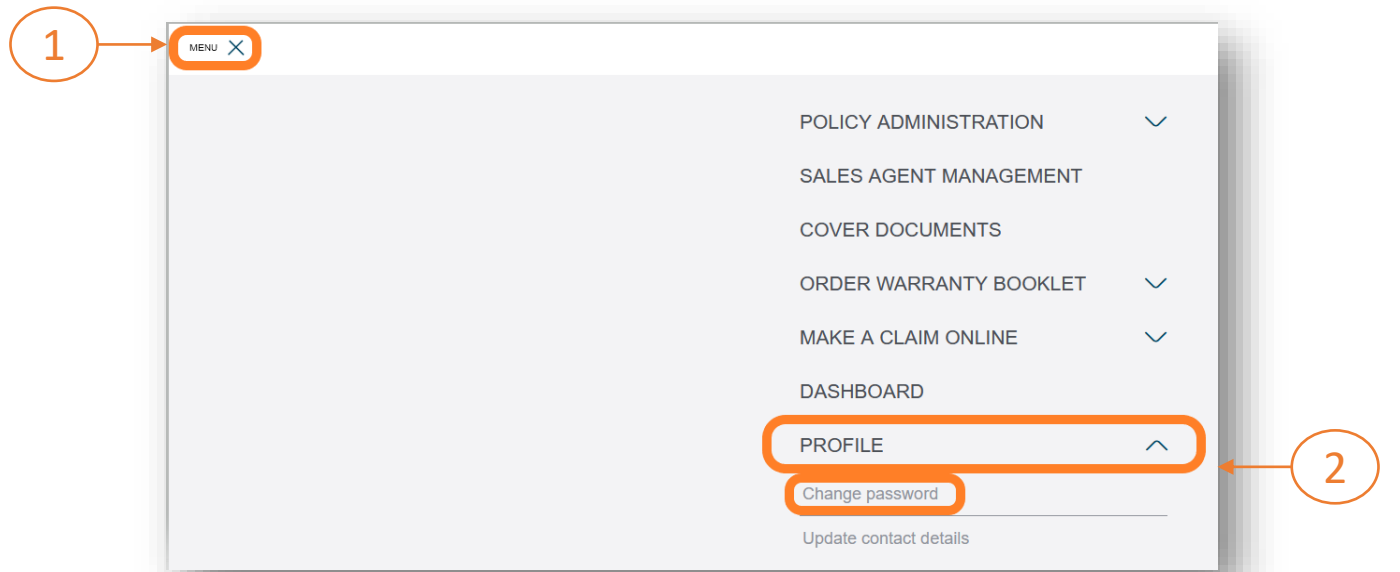 1
MENU
POLICY ADMINISTRATION
SALES AGENT MANAGEMENT
COVER DOCUMENTS
ORDER WARRANTY BOOKLET
MAKE A CLAIM ONLINE
DASHBOARD
PROFILE
2
Change password
Update contact details